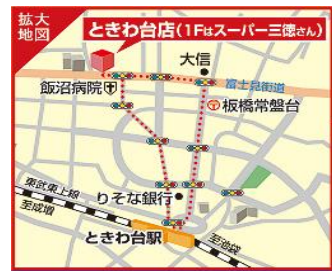 拡大
地図
ときわ台店(1Fはスーパー三徳さん)
大信
富士見街道
飯沼病院
板橋常盤台
東武東上線
至成増
りそな銀行
ときわ台駅
至池袋